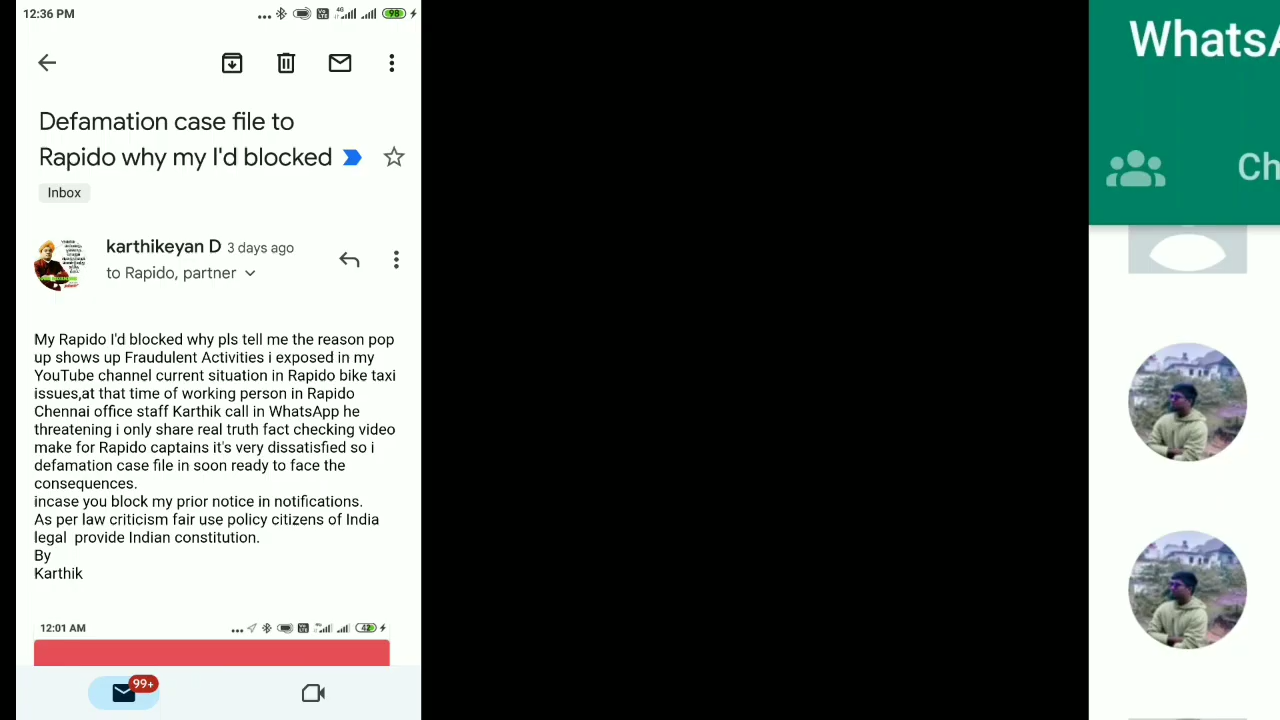 12:36 PM
4G
98
Defamation case file to
Rapido why my I'd blocked
Inbox
karthikeyan D 3 days ago
to Rapido, partner
My Rapido I'd blocked why pls tell me the reason pop
up shows up Fraudulent Activities i exposed in my
YouTube channel current situation in Rapido bike taxi
issues,at that time of working person in Rapido
Chennai office staff Karthik call in WhatsApp he
threatening i only share real truth fact checking video
make for Rapido captains it's very dissatisfied so i
defamation case file in soon ready to face the
consequences.
incase you block my prior notice in notifications.
As per law criticism fair use policy citizens of India
legal  provide Indian constitution.
By
Karthik
12:01 AM
42
99+
WhatsA
Ch